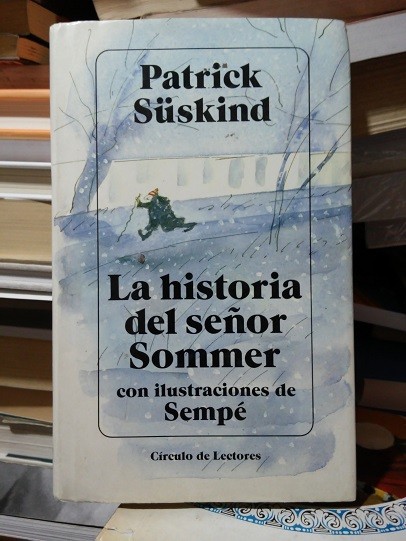 Patrick
Süskind
La historia
del señor
Sommer
con ilustraciones de
Sempé
Círculo de Lectores